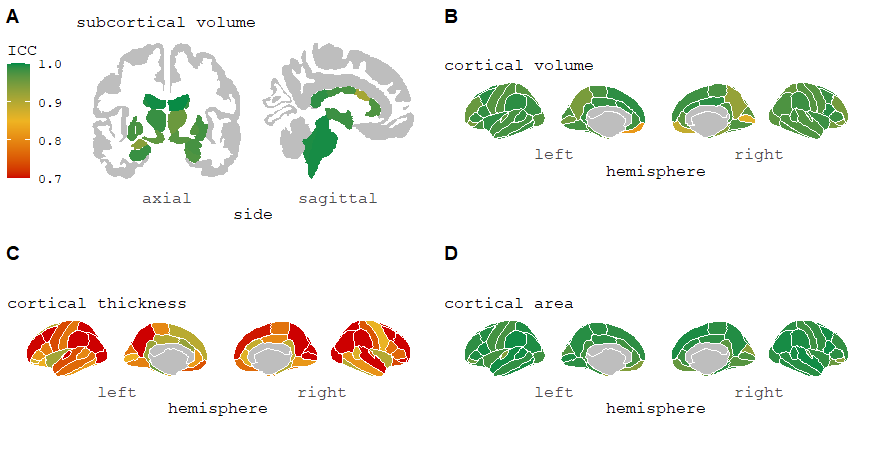 A
subcortical volume
ICC
1.0
0.9
0.8
0.7
axial
sagittal
side
B
cortical volume
left
right
hemisphere
C
cortical thickness
left
right
hemisphere
D
cortical area
left
right
hemisphere